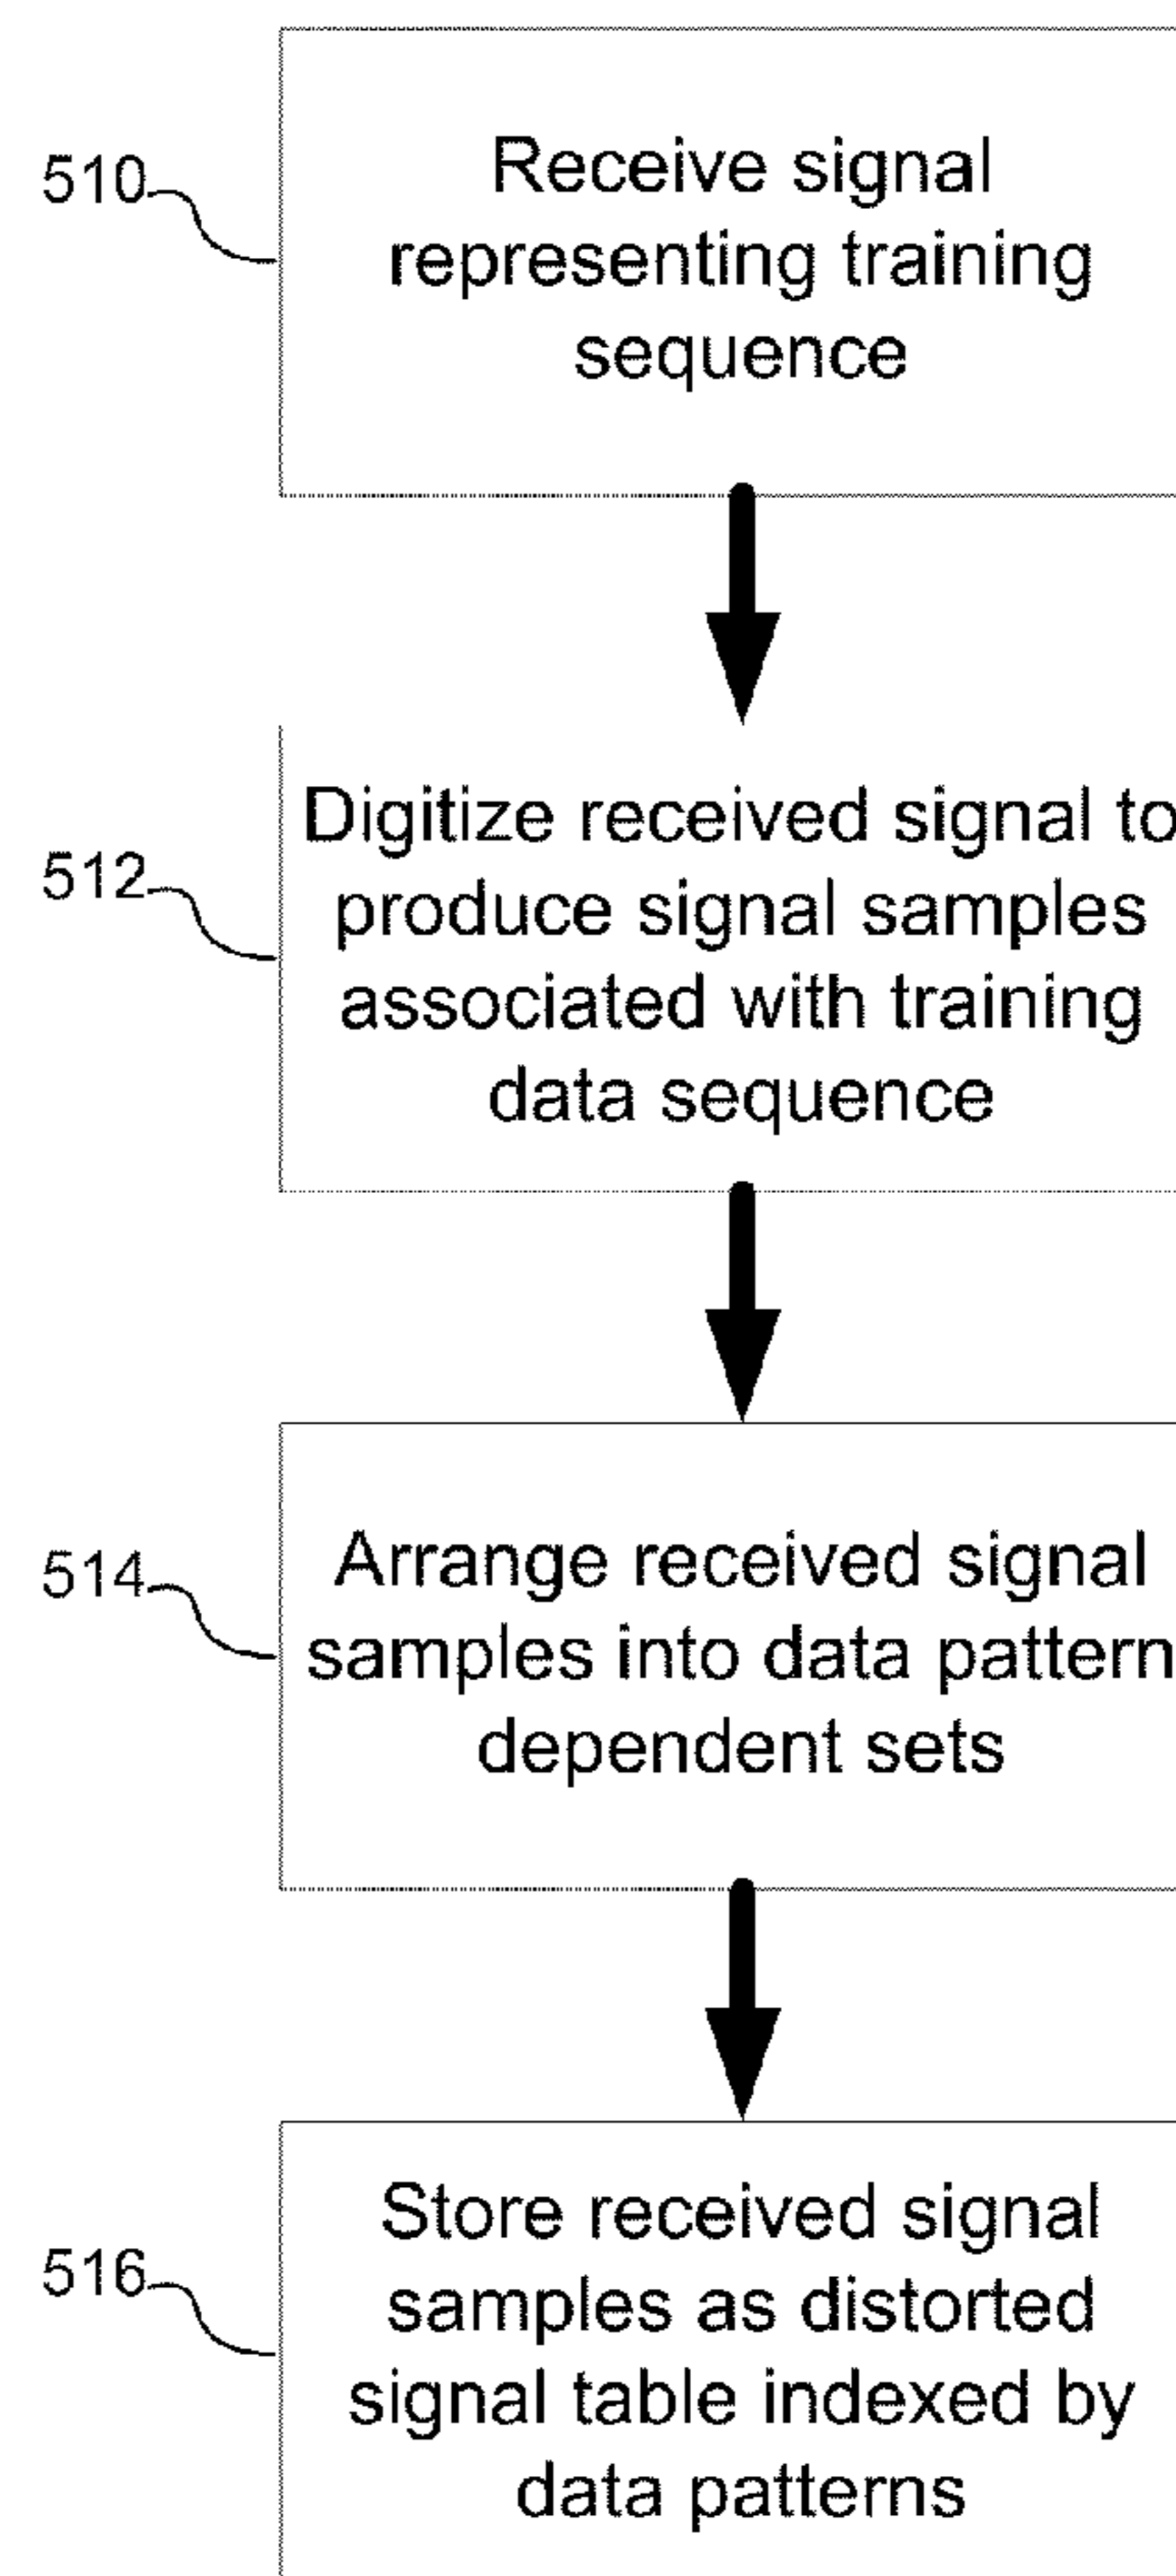 510
Receive signal
representing training
sequence
512
Digitize received signal to
produce signal samples
associated with training
data sequence
514
Arrange received signal
samples into data pattern
dependent sets
516
Store received signal
samples as distorted
signal table indexed by
data patterns